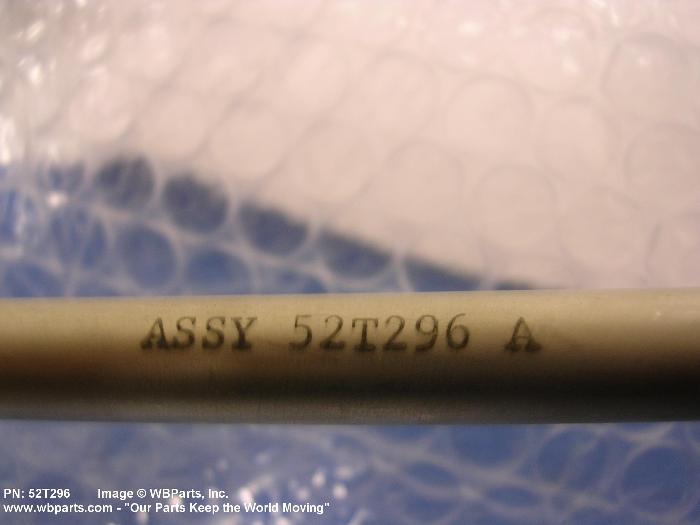 ASSY 52T296 A
PN: 52T296 Image © WBParts, Inc.
www.wbparts.com - "Our Parts Keep the World Moving"